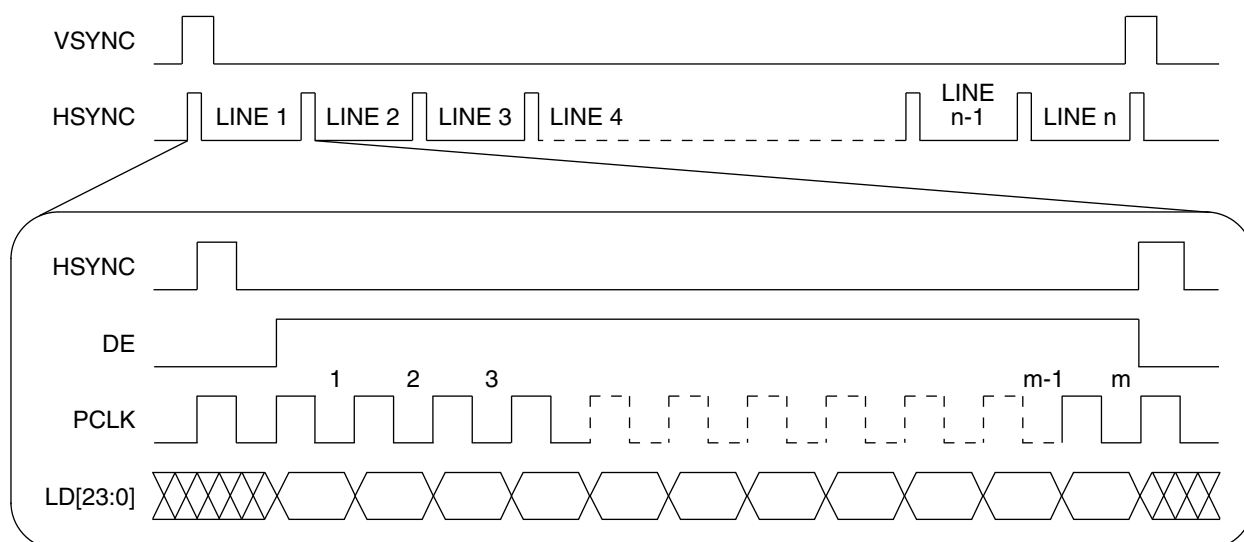 VSYNC
HSYNC LINE 1 LINE 2 LINE 3 LINE 4 LINE n-1 LINE n
HSYNC
DE
1 2 3 m-1 m
PCLK
LD[23:0]